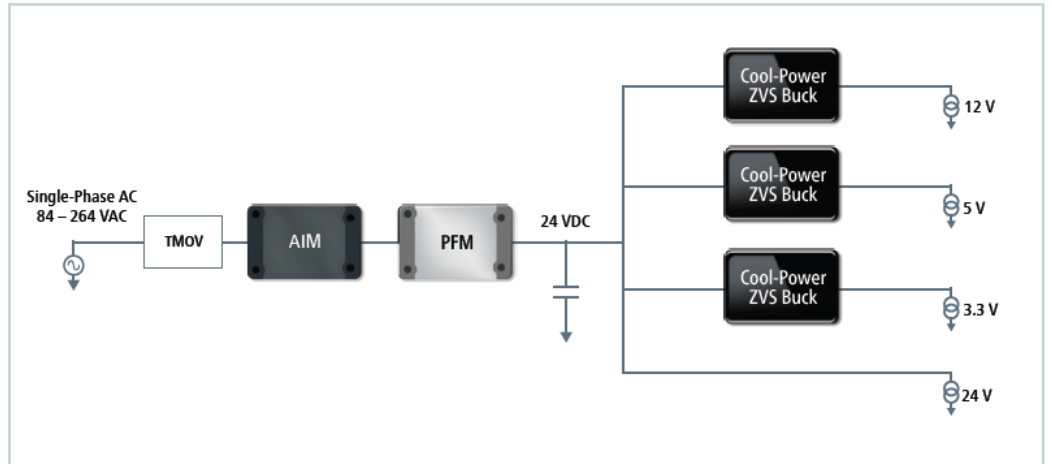 Single-Phase AC
84 – 264 VAC
TMOV
AIM
PFM
24 VDC
Cool-Power
ZVS Buck
12 V
Cool-Power
ZVS Buck
5 V
Cool-Power
ZVS Buck
3.3 V
24 V